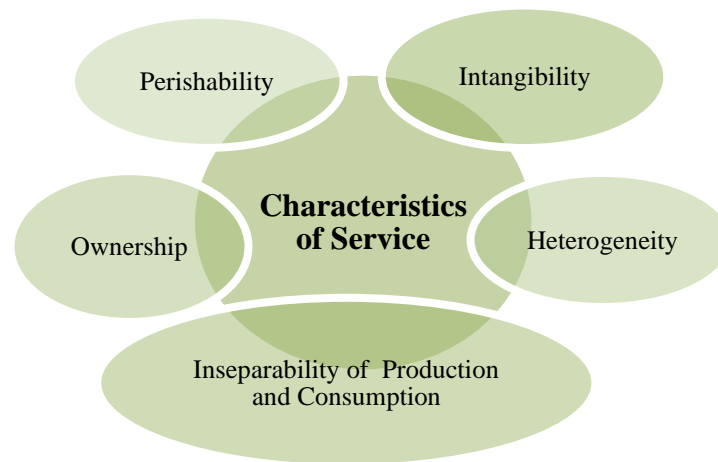 Perishability
Intangibility
Characteristics
of Service
Ownership
Heterogeneity
Inseparability of Production
and Consumption